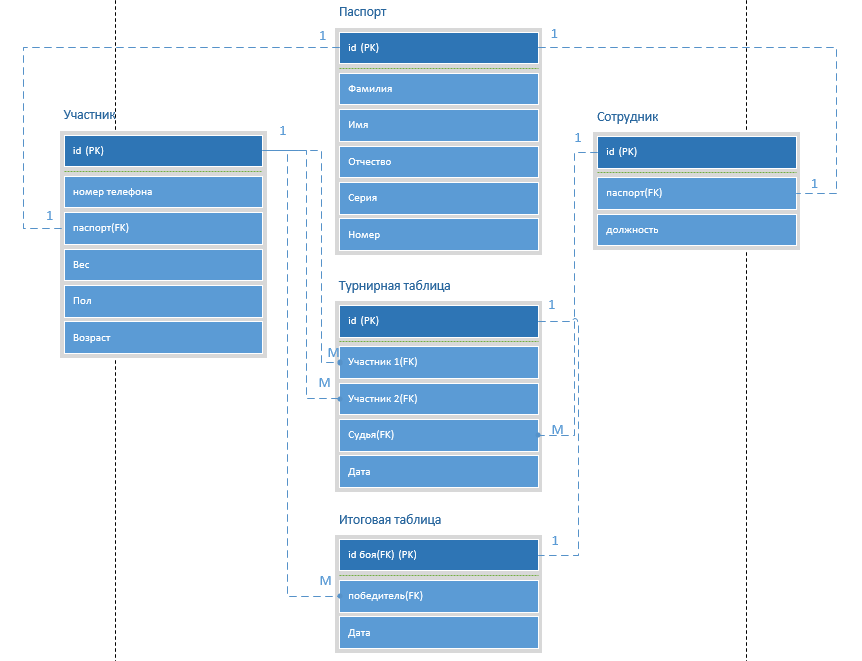 Паспорт
1
id (PK)
1
Фамилия
Имя
Отчество
Серия
Номер
Участник
1
id (PK)
номер телефона
1
паспорт(FK)
Вес
Пол
Возраст
Сотрудник
1
id (PK)
паспорт(FK)
1
должность
Турнирная таблица
1
id (PK)
М
Участник 1(FK)
М
Участник 2(FK)
Судья(FK)
М
Дата
Итоговая таблица
id боя(FK) (PK)
1
М
победитель(FK)
Дата